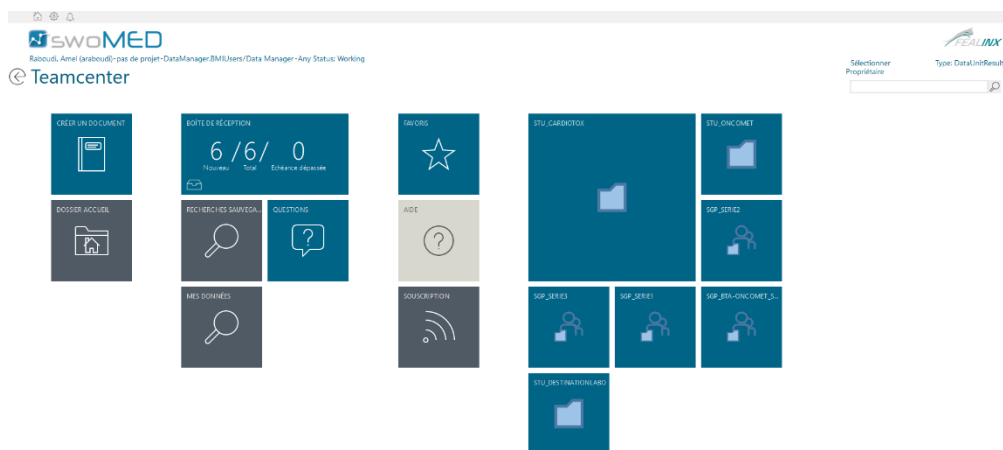 swoMED
FEALINX
Raboudi, Amel (araboudi)-pas de projet-DataManager.BMIUsers/Data Manager-Any Status: Working
Teamcenter
Sélectionner
Propriétaire
Type: DataUnitResult
CRÉER UN DOCUMENT
BOÎTE DE RÉCEPTION
6 / 6 / 0
Nouveau Total Echéance dépassée
FAVORIS
STU_CARDIOTOX
STU_ONCOMET
DOSSIER ACCUEIL
RECHERCHES SAUVEGA...
QUESTIONS
AIDE
SGP_SERIE2
MES DONNÉES
SOUSCRIPTION
SGP_SERIE3
SGP_SERIE1
SGP_BTA-ONCOMET_S...
STU_DESTINATIONLABO